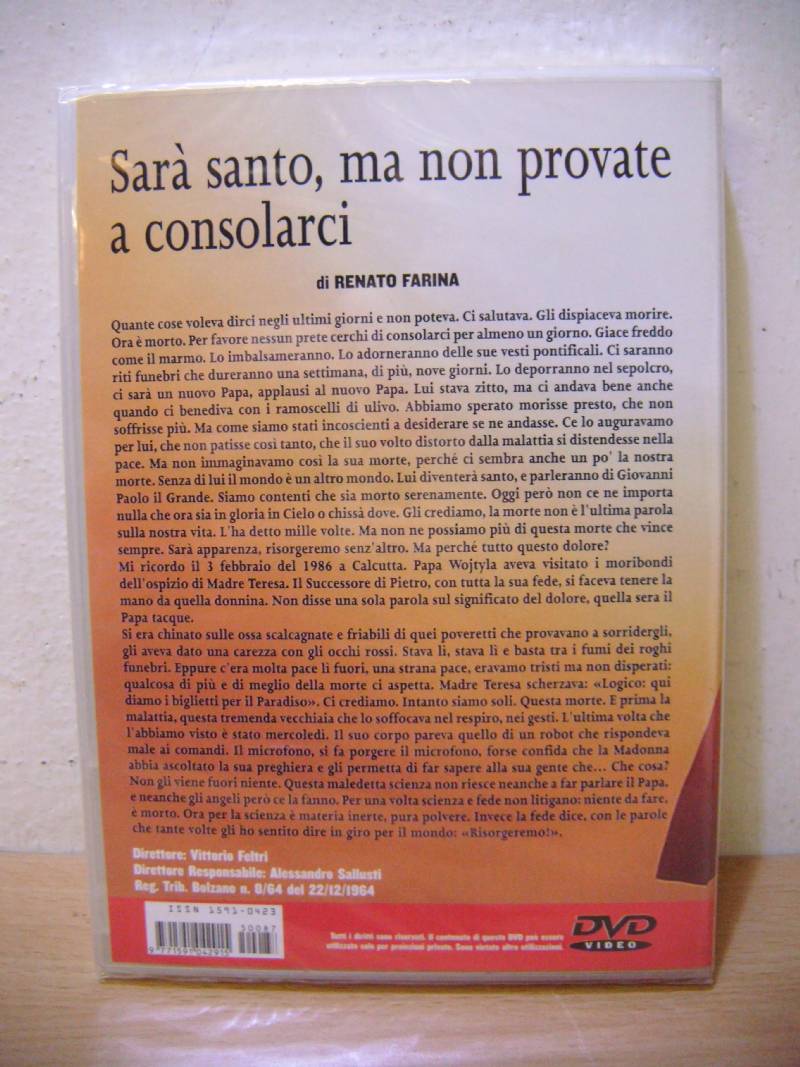 Sarà santo, ma non provate
a consolarci
di RENATO FARINA
Quante cose voleva dirci negli ultimi giorni e non poteva. Ci salutava. Gli dispiaceva morire.
Ora è morto. Per favore nessun prete cerchi di consolarci per almeno un giorno. Giace freddo
come il marmo. Lo imbalsameranno. Lo adorneranno delle sue vesti pontificali. Ci saranno
riti funebri che dureranno una settimana, di più, nove giorni. Lo deporranno nel sepolcro,
ci sarà un nuovo Papa, applausi al nuovo Papa. Lui stava zitto, ma ci andava bene anche
quando ci benediva con i ramoscelli di ulivo. Abbiamo sperato morisse presto, che non
soffrisse più. Ma come siamo stati incoscienti a desiderare se ne andasse. Ce lo auguravamo
per lui, che non patisse così tanto, che il suo volto distorto dalla malattia si distendesse nella
pace. Ma non immaginavamo così la sua morte, perché ci sembra anche un po' la nostra
morte. Senza di lui il mondo è un altro mondo. Lui diventerà santo, e parleranno di Giovanni
Paolo il Grande. Siamo contenti che sia morto serenamente. Oggi però non ce ne importa
nulla che ora sia in gloria in Cielo o chissà dove. Gli crediamo, la morte non è l'ultima parola
sulla nostra vita. L'ha detto mille volte. Ma non ne possiamo più di questa morte che vince
sempre. Sarà apparenza, risorgeremo senz'altro. Ma perché tutto questo dolore?
Mi ricordo il 3 febbraio del 1986 a Calcutta. Papa Wojtyla aveva visitato i moribondi
dell'ospizio di Madre Teresa. Il Successore di Pietro, con tutta la sua fede, si faceva tenere la
mano da quella donnina. Non disse una sola parola sul significato del dolore, quella sera il
Papa tacque.
Si era chinato sulle ossa scalcagnate e friabili di quei poveretti che provavano a sorridergli,
gli aveva dato una carezza con gli occhi rossi. Stava lì, stava lì e basta tra i fumi dei roghi
funebri. Eppure c'era molta pace lì fuori, una strana pace, eravamo tristi ma non disperati:
qualcosa di più e di meglio della morte ci aspetta. Madre Teresa scherzava: «Logico: qui
diamo i biglietti per il Paradiso». Ci crediamo. Intanto siamo soli. Questa morte. E prima la
malattia, questa tremenda vecchiaia che lo soffocava nel respiro, nei gesti. L'ultima volta che
l'abbiamo visto è stato mercoledì. Il suo corpo pareva quello di un robot che rispondeva
male ai comandi. Il microfono, si fa porgere il microfono, forse confida che la Madonna
abbia ascoltato la sua preghiera e gli permetta di far sapere alla sua gente che... Che cosa?
Non gli viene fuori niente. Questa maledetta scienza non riesce neanche a far parlare il Papa,
e neanche gli angeli però ce la fanno. Per una volta scienza e fede non litigano: niente da fare,
è morto. Ora per la scienza è materia inerte, pura polvere. Invece la fede dice, con le parole
che tante volte gli ho sentito dire in giro per il mondo: «Risorgeremo!».
Direttore: Vittorio Feltri
Direttore Responsabile: Alessandro Sallusti
Reg. Trib. Bolzano n. 8/64 del 22/12/1964
ISSN 1591-0423
50087
9 771591 042915
Tutti i diritti sono riservati. Il contenuto di questo DVD può essere
utilizzato solo per proiezioni private. Sono vietate altre utilizzazioni.
DVD
VIDEO